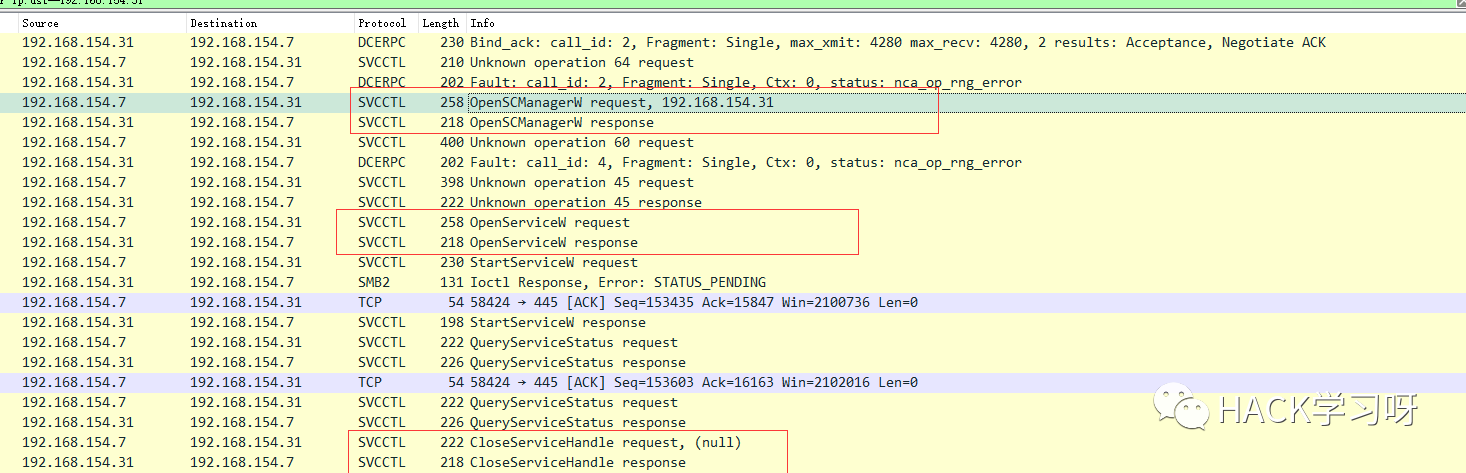 r ip.dst==192.168.154.31
Source Destination Protocol Length Info
192.168.154.31 192.168.154.7 DCERPC 230 Bind_ack: call_id: 2, Fragment: Single, max_xmit: 4280 max_recv: 4280, 2 results: Acceptance, Negotiate ACK
192.168.154.7 192.168.154.31 SVCCTL 210 Unknown operation 64 request
192.168.154.31 192.168.154.7 DCERPC 202 Fault: call_id: 2, Fragment: Single, Ctx: 0, status: nca_op_rng_error
192.168.154.7 192.168.154.31 SVCCTL 258 OpenSCManagerW request, 192.168.154.31
192.168.154.31 192.168.154.7 SVCCTL 218 OpenSCManagerW response
192.168.154.7 192.168.154.31 SVCCTL 400 Unknown operation 60 request
192.168.154.31 192.168.154.7 DCERPC 202 Fault: call_id: 4, Fragment: Single, Ctx: 0, status: nca_op_rng_error
192.168.154.7 192.168.154.31 SVCCTL 398 Unknown operation 45 request
192.168.154.31 192.168.154.7 SVCCTL 222 Unknown operation 45 response
192.168.154.7 192.168.154.31 SVCCTL 258 OpenServiceW request
192.168.154.31 192.168.154.7 SVCCTL 218 OpenServiceW response
192.168.154.7 192.168.154.31 SVCCTL 230 StartServiceW request
192.168.154.31 192.168.154.7 SMB2 131 Ioctl Response, Error: STATUS_PENDING
192.168.154.7 192.168.154.31 TCP 54 58424 → 445 [ACK] Seq=153435 Ack=15847 Win=2100736 Len=0
192.168.154.31 192.168.154.7 SVCCTL 198 StartServiceW response
192.168.154.7 192.168.154.31 SVCCTL 222 QueryServiceStatus request
192.168.154.31 192.168.154.7 SVCCTL 226 QueryServiceStatus response
192.168.154.7 192.168.154.31 TCP 54 58424 → 445 [ACK] Seq=153603 Ack=16163 Win=2102016 Len=0
192.168.154.7 192.168.154.31 SVCCTL 222 QueryServiceStatus request
192.168.154.31 192.168.154.7 SVCCTL 226 QueryServiceStatus response
192.168.154.7 192.168.154.31 SVCCTL 222 CloseServiceHandle request, (null)
192.168.154.31 192.168.154.7 SVCCTL 218 CloseServiceHandle response
HACK学习呀